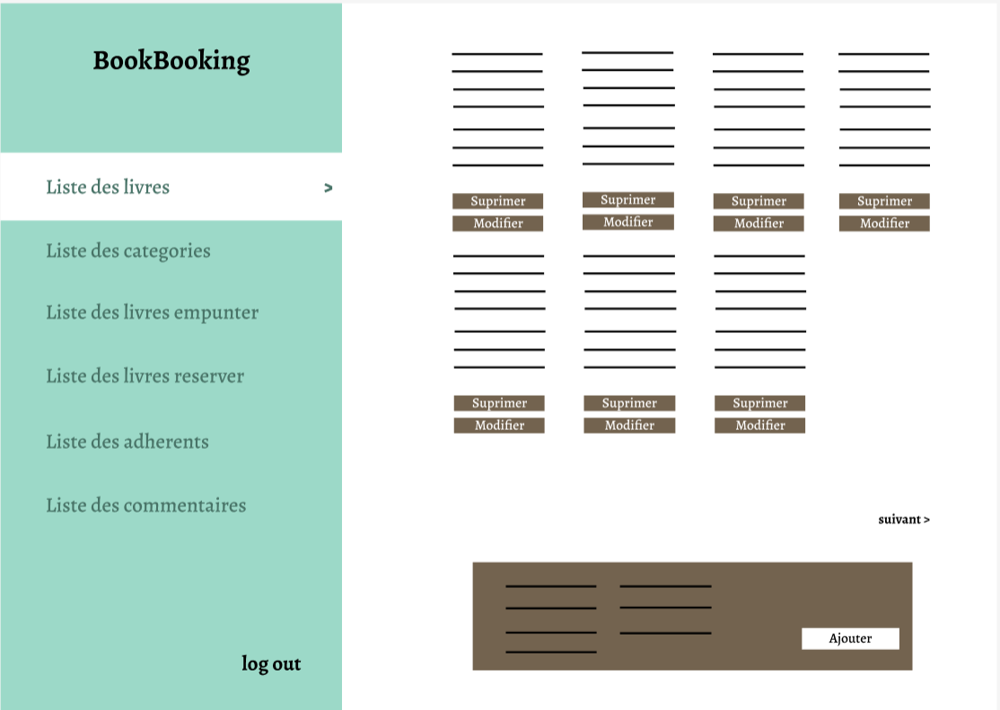 BookBooking
Liste des livres >
Liste des categories
Liste des livres empunter
Liste des livres reserver
Liste des adherents
Liste des commentaires
log out
Suprimer Suprimer Suprimer Suprimer
Modifier Modifier Modifier Modifier
Suprimer Suprimer Suprimer
Modifier Modifier Modifier
suivant >
Ajouter